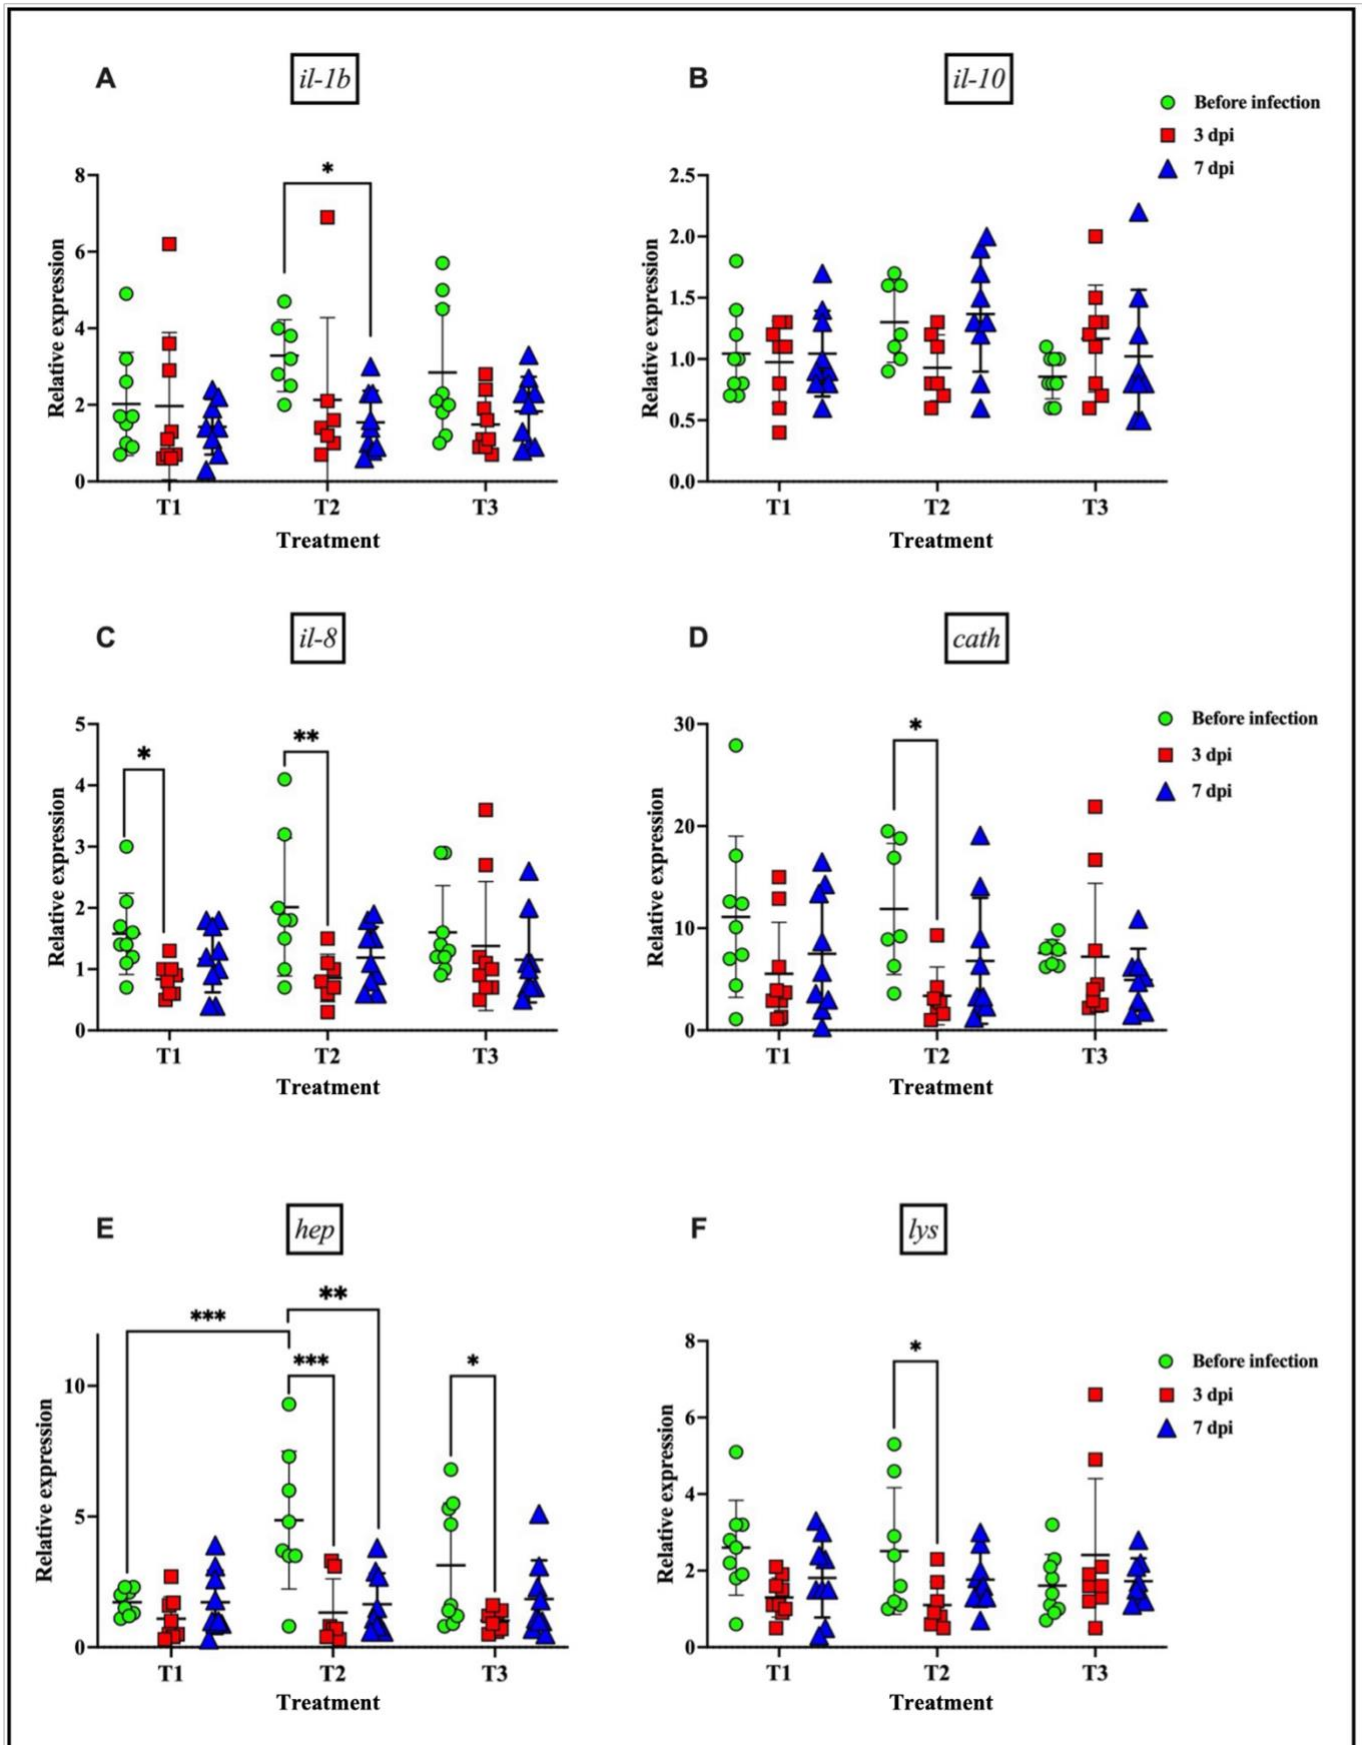 A
il-1b
B
il-10
Before infection
3 dpi
7 dpi
*
8
6
4
2
0
Relative expression
T1
T2
T3
Treatment
2.5
2.0
1.5
1.0
0.5
0.0
Relative expression
T1
T2
T3
Treatment
C
il-8
D
cath
Before infection
3 dpi
7 dpi
*
**
5
4
3
2
1
0
Relative expression
T1
T2
T3
Treatment
*
30
20
10
0
Relative expression
T1
T2
T3
Treatment
E
hep
F
lys
***
**
***
*
10
5
0
Relative expression
T1
T2
T3
Treatment
*
8
6
4
2
0
Relative expression
T1
T2
T3
Treatment
Before infection
3 dpi
7 dpi